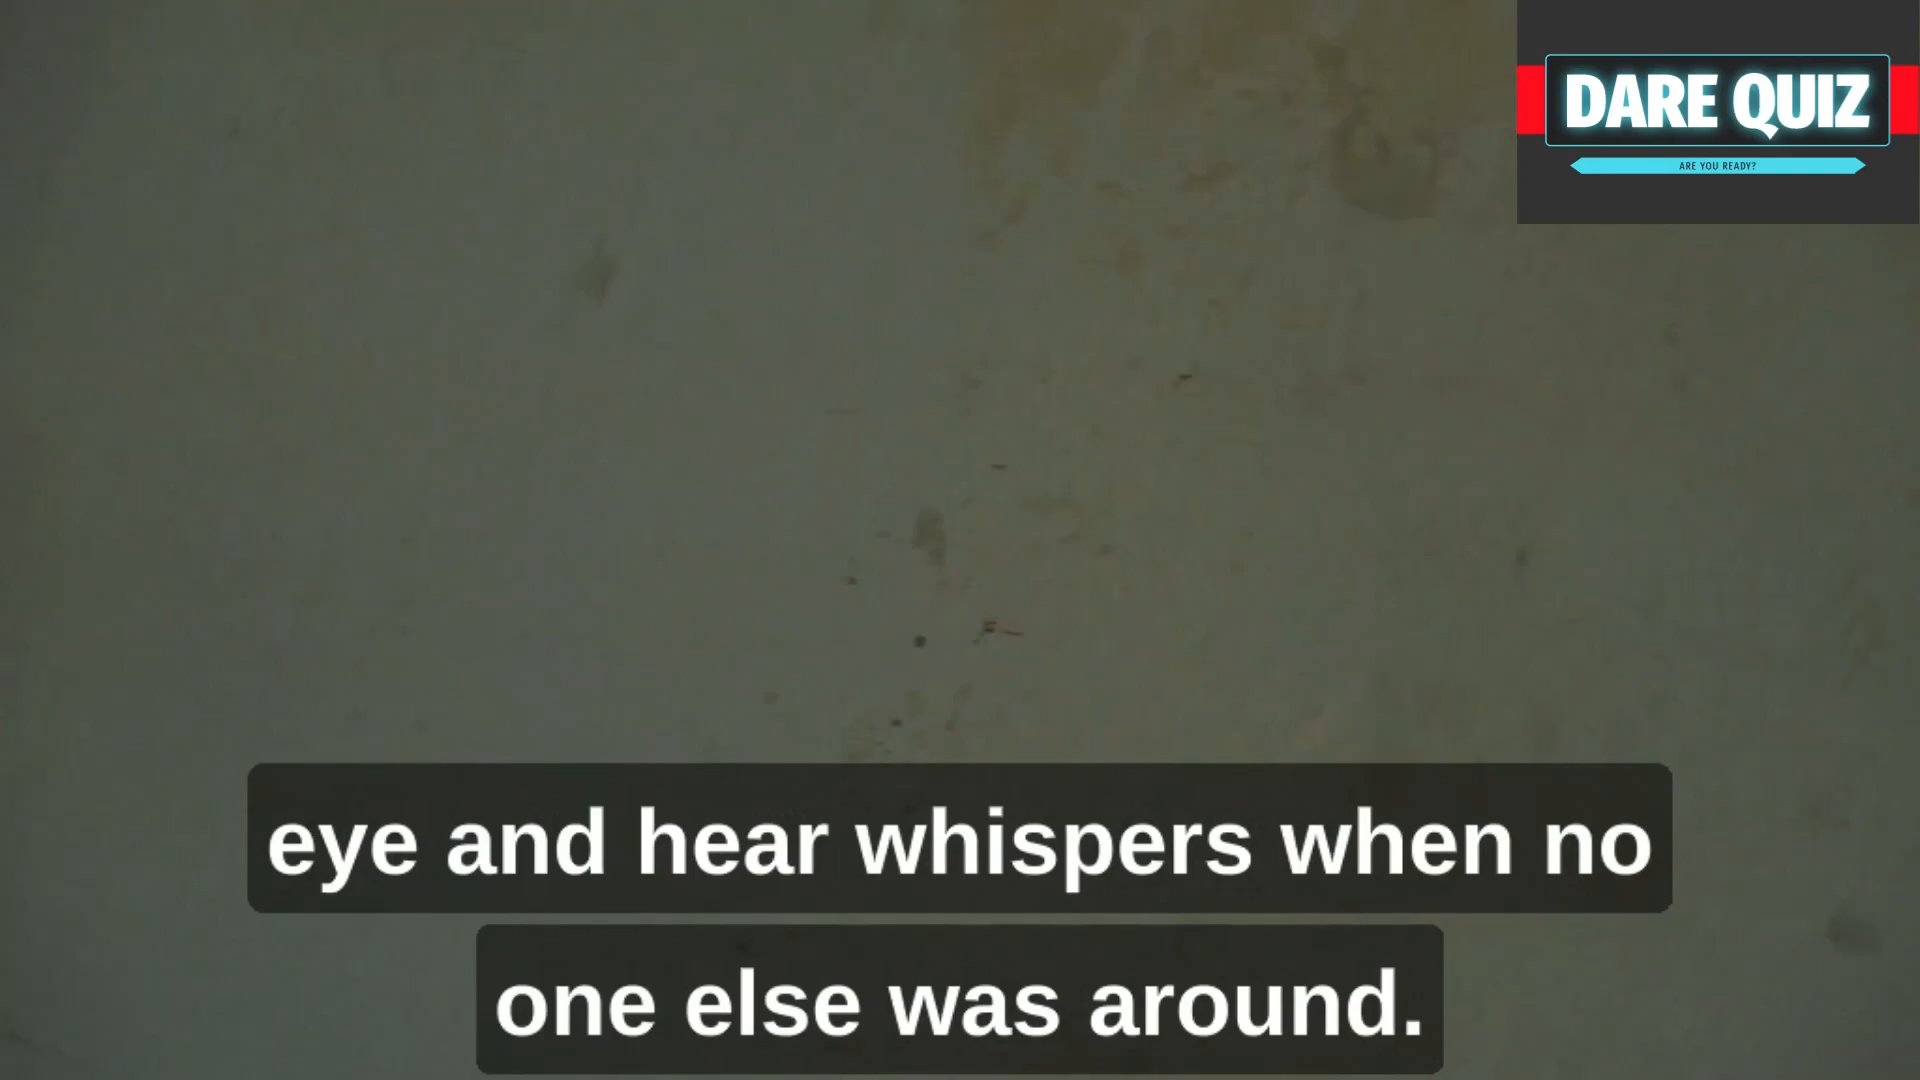 DARE QUIZ
ARE YOU READY?
eye and hear whispers when no
one else was around.